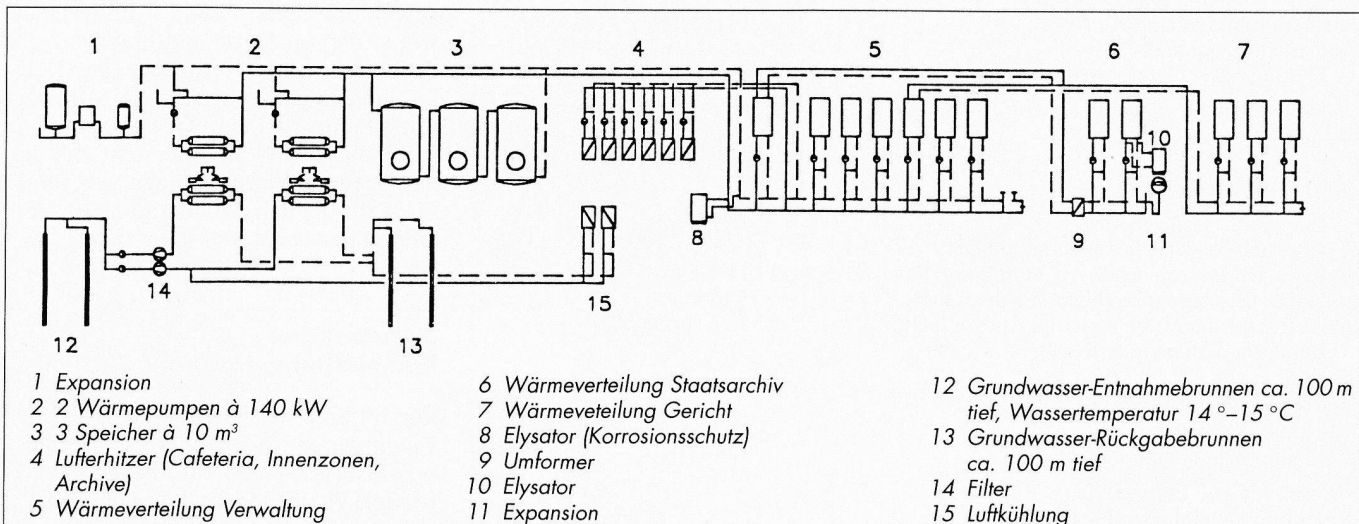 1 2 3 4 5 6 7
10
8 9 11
14 15
12 13
1 Expansion
2 2 Wärmepumpen à 140 kW
3 3 Speicher à 10 m³
4 Lufterhitzer (Cafeteria, Innenzonen,
Archive)
5 Wärmeverteilung Verwaltung
6 Wärmeverteilung Staatsarchiv
7 Wärmeveteilung Gericht
8 Elysator (Korrosionsschutz)
9 Umformer
10 Elysator
11 Expansion
12 Grundwasser-Entnahmebrunnen ca. 100 m
tief, Wassertemperatur 14 °–15 °C
13 Grundwasser-Rückgabebrunnen
ca. 100 m tief
14 Filter
15 Luftkühlung